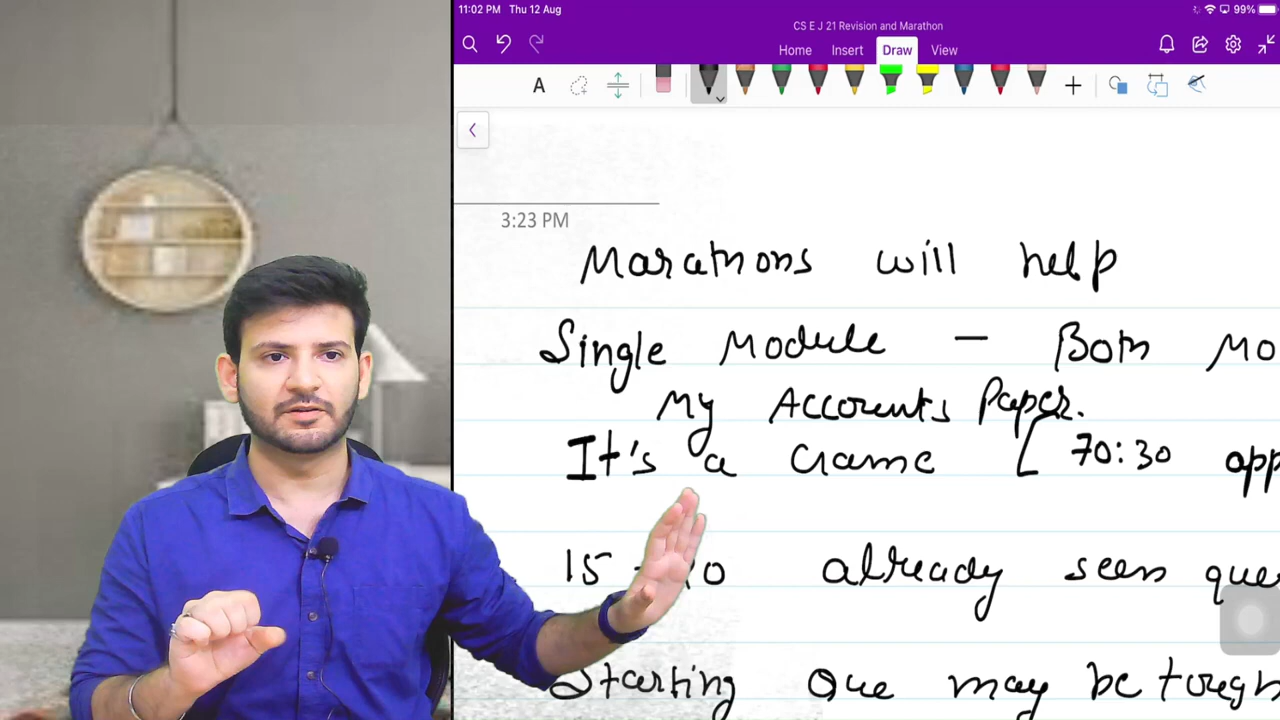 11:02 PM Thu 12 Aug
99%
CS E J 21 Revision and Marathon
Home Insert Draw View
A
3:23 PM
Marathons will help
Single Module — Both Mo
My Accounts Paper.
It's a Game [ 70:30 app
15 already seen que
Starting Que may be tough